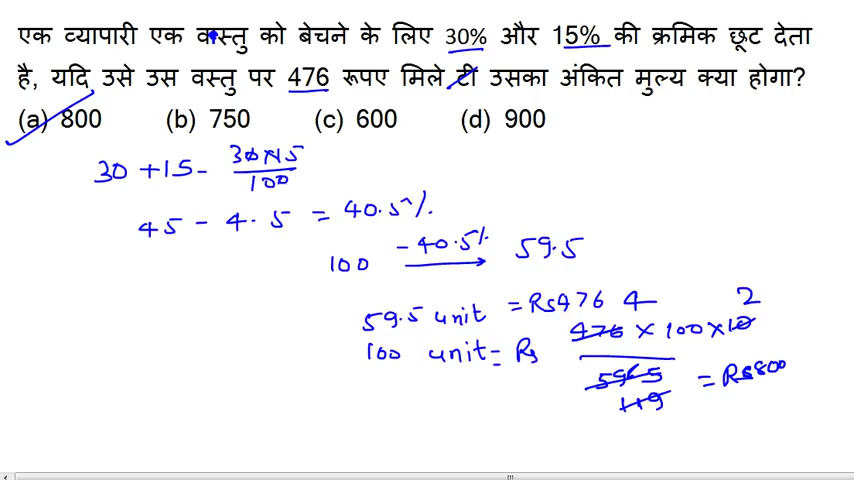 एक व्यापारी एक वास्तु को बेचने के लिए 30% और 15% की क्रमिक छूट देता
है, यदि उसे उस वस्तु पर 476 रूपए मिले टी उसका अंकित मुल्य क्या होगा?
(a) 800 (b) 750 (c) 600 (d) 900
30 + 15 - 30×15/100
45 - 4.5 = 40.5%
100 -40.5% → 59.5
59.5 unit = Rs476
100 unit = Rs 476 × 100 × 10 / 595 = Rs 800
4 2
119